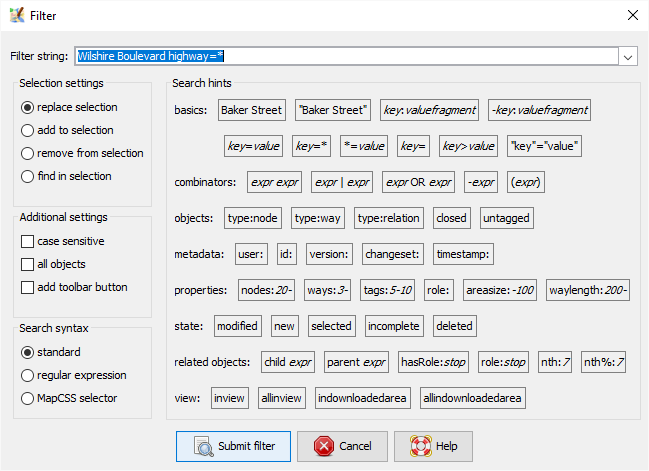 Filter
Filter string: Wilshire Boulevard highway=*
Selection settings
replace selection
add to selection
remove from selection
find in selection
Additional settings
case sensitive
all objects
add toolbar button
Search syntax
standard
regular expression
MapCSS selector
Search hints
basics: Baker Street "Baker Street" key:valuefragment -key:valuefragment
key=value key=* *=value key= key>value "key"="value"
combinators: expr expr expr | expr expr OR expr -expr (expr)
objects: type:node type:way type:relation closed untagged
metadata: user: id: version: changeset: timestamp:
properties: nodes:20- ways:3- tags:5-10 role: areasize:-100 waylength:200-
state: modified new selected incomplete deleted
related objects: child expr parent expr hasRole:stop role:stop nth:7 nth%:7
view: inview allinview indownloadedarea allindownloadedarea
Submit filter Cancel Help